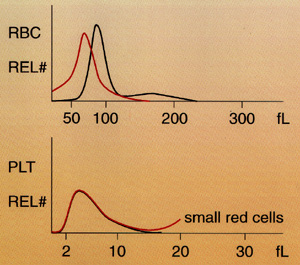 RBC
REL#
50 100 200 300 fL
PLT
REL#
small red cells
2 10 20 30 fL